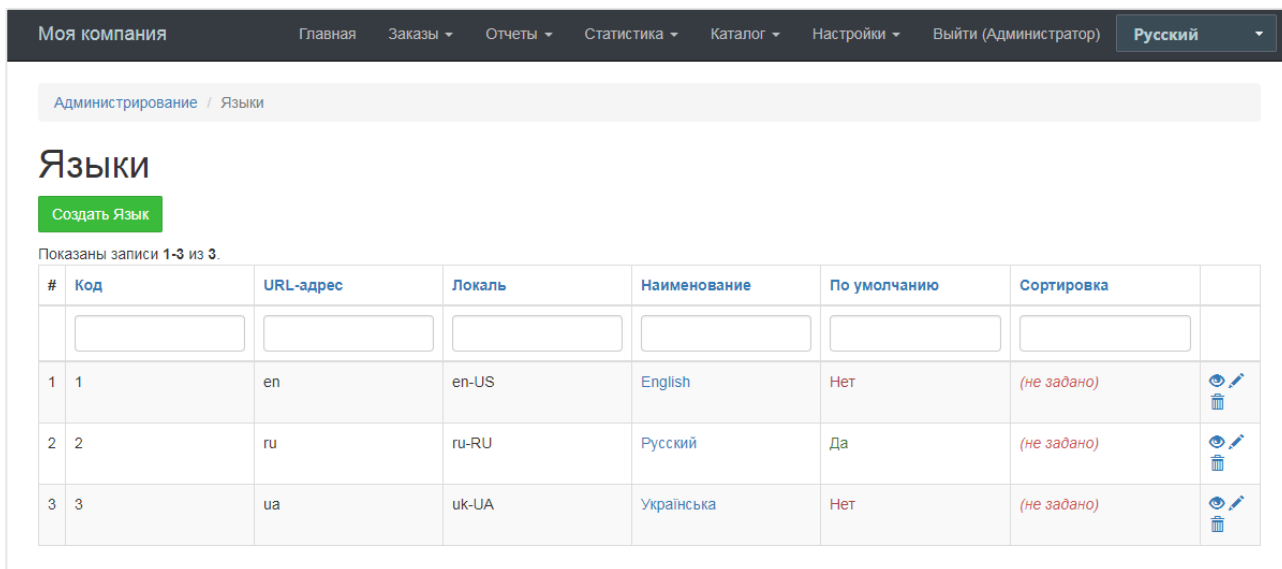 Моя компания Главная Заказы Отчеты Статистика Каталог Настройки Выйти (Администратор) Русский
Администрирование / Языки
Языки
Создать Язык
Показаны записи 1-3 из 3.
# Код URL-адрес Локаль Наименование По умолчанию Сортировка
1 1 en en-US English Нет (не задано)
2 2 ru ru-RU Русский Да (не задано)
3 3 ua uk-UA Українська Нет (не задано)